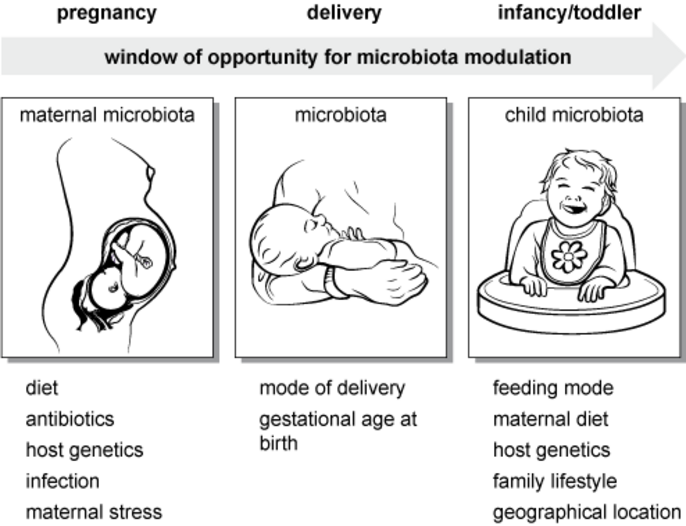 pregnancy
delivery
infancy/toddler
window of opportunity for microbiota modulation
maternal microbiota
microbiota
child microbiota
diet
antibiotics
host genetics
infection
maternal stress
mode of delivery
gestational age at
birth
feeding mode
maternal diet
host genetics
family lifestyle
geographical location